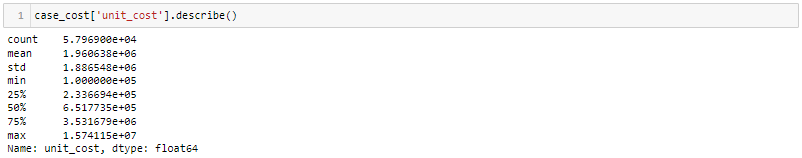 1 case_cost['unit_cost'].describe()
count    5.796900e+04
mean     1.960638e+06
std      1.886548e+06
min      1.000000e+05
25%      2.336694e+05
50%      6.517735e+05
75%      3.531679e+06
max      1.574115e+07
Name: unit_cost, dtype: float64